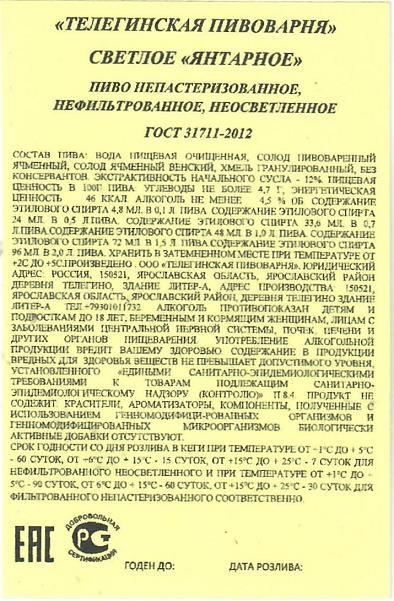 «ТЕЛЕГИНСКАЯ ПИВОВАРНЯ»
СВЕТЛОЕ «ЯНТАРНОЕ»
ПИВО НЕПАСТЕРИЗОВАННОЕ,
НЕФИЛЬТРОВАННОЕ, НЕОСВЕТЛЕННОЕ
ГОСТ 31711-2012
СОСТАВ ПИВА: ВОДА ПИЩЕВАЯ ОЧИЩЕННАЯ, СОЛОД ПИВОВАРЕННЫЙ
ЯЧМЕННЫЙ, СОЛОД ЯЧМЕННЫЙ ВЕНСКИЙ, ХМЕЛЬ ГРАНУЛИРОВАННЫЙ, БЕЗ
КОНСЕРВАНТОВ. ЭКСТРАКТИВНОСТЬ НАЧАЛЬНОГО СУСЛА - 12%. ПИЩЕВАЯ
ЦЕННОСТЬ В 100Г ПИВА: УГЛЕВОДЫ НЕ БОЛЕЕ 4,7 Г, ЭНЕРГЕТИЧЕСКАЯ
ЦЕННОСТЬ 46 ККАЛ. АЛКОГОЛЬ НЕ МЕНЕЕ 4,5 % ОБ СОДЕРЖАНИЕ
ЭТИЛОВОГО СПИРТА 4,8 МЛ. В 0,1 Л ПИВА. СОДЕРЖАНИЕ ЭТИЛОВОГО СПИРТА
24 МЛ. В 0,5 Л ПИВА. СОДЕРЖАНИЕ ЭТИЛОВОГО СПИРТА 33,6 МЛ. В 0,7
Л ПИВА.СОДЕРЖАНИЕ ЭТИЛОВОГО СПИРТА 48 МЛ В 1,0 Л ПИВА. СОДЕРЖАНИЕ
ЭТИЛОВОГО СПИРТА 72 МЛ В 1,5 Л ПИВА.СОДЕРЖАНИЕ ЭТИЛОВОГО СПИРТА
96 МЛ В 2,0 Л ПИВА. ХРАНИТЬ В ЗАТЕМНЕННОМ МЕСТЕ ПРИ ТЕМПЕРАТУРЕ ОТ
+2С ДО +5С.ПРОИЗВЕДЕНО . ООО «ТЕЛЕГИНСКАЯ ПИВОВАРНЯ». ЮРИДИЧЕСКИЙ
АДРЕС: РОССИЯ, 150521, ЯРОСЛАВСКАЯ ОБЛАСТЬ, ЯРОСЛАВСКИЙ РАЙОН
ДЕРЕВНЯ ТЕЛЕГИНО, ЗДАНИЕ ЛИТЕР-А, АДРЕС ПРОИЗВОДСТВА 150521,
ЯРОСЛАВСКАЯ ОБЛАСТЬ, ЯРОСЛАВСКИЙ РАЙОН, ДЕРЕВНЯ ТЕЛЕГИНО ЗДАНИЕ
ЛИТЕР-А ТЕЛ.+79301011732 АЛКОГОЛЬ ПРОТИВОПОКАЗАН ДЕТЯМ И
ПОДРОСТКАМ ДО 18 ЛЕТ, БЕРЕМЕННЫМ И КОРМЯЩИМ ЖЕНЩИНАМ, ЛИЦАМ С
ЗАБОЛЕВАНИЯМИ ЦЕНТРАЛЬНОЙ НЕРВНОЙ СИСТЕМЫ, ПОЧЕК, ПЕЧЕНИ И
ДРУГИХ ОРГАНОВ ПИЩЕВАРЕНИЯ. УПОТРЕБЛЕНИЕ АЛКОГОЛЬНОЙ
ПРОДУКЦИИ ВРЕДИТ ВАШЕМУ ЗДОРОВЬЮ СОДЕРЖАНИЕ В ПРОДУКЦИИ
ВРЕДНЫХ ДЛЯ ЗДОРОВЬЯ ВЕЩЕСТВ НЕ ПРЕВЫШАЕТ ДОПУСТИМОГО УРОВНЯ,
УСТАНОВЛЕННОГО «ЕДИНЫМИ САНИТАРНО-ЭПИДЕМИОЛОГИЧЕСКИМИ
ТРЕБОВАНИЯМИ К ТОВАРАМ ПОДЛЕЖАЩИМ САНИТАРНО-
ЭПИДЕМИОЛОГИЧЕСКОМУ НАДЗОРУ (КОНТРОЛЮ)» П 8.4. ПРОДУКТ НЕ
СОДЕЖИТ КРАСИТЕЛИ, АРОМАТИЗАТОРЫ, КОМПОНЕНТЫ, ПОЛУЧЕННЫЕ С
ИСПОЛЬЗОВАНИЕМ ГЕННОМОДИФИЦИ-РОВАННЫХ ОРГАНИЗМОВ И
ГЕННОМОДИФИЦИРОВАННЫХ МИКРООРГАНИЗМОВ БИОЛОГИЧЕСКИ
АКТИВНЫЕ ДОБАВКИ ОТСУТСТВУЮТ.
СРОК ГОДНОСТИ СО ДНЯ РОЗЛИВА В КЕГИ ПРИ ТЕМПЕРАТУРЕ ОТ +1°С ДО + 5°С
- 60 СУТОК, ОТ +6°С ДО + 15°С - 15 СУТОК, ОТ +15°С ДО + 25°С - 7 СУТОК ДЛЯ
НЕФИЛЬТРОВАННОГО НЕОСВЕТЛЕННОГО И ПРИ ТЕМПЕРАТУРЕ ОТ +1°С ДО +
5°С - 90 СУТОК, ОТ 6°С ДО + 15°С - 60 СУТОК, ОТ +15°С ДО + 25°С - 30 СУТОК ДЛЯ
ФИЛЬТРОВАННОГО НЕПАСТЕРИЗОВАННОГО СООТВЕТСТВЕННО.
ЕАС
ДОБРОВОЛЬНАЯ
РСТ
СЕРТИФИКАЦИЯ
ГОДЕН ДО:
ДАТА РОЗЛИВА: